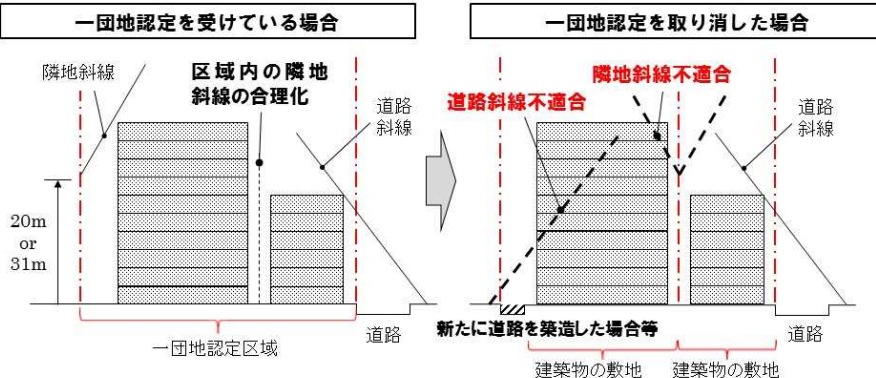 一団地認定を受けている場合
隣地斜線
区域内の隣地
斜線の合理化
道路
斜線
20m
or
31m
道路
一団地認定区域
一団地認定を取り消した場合
隣地斜線不適合
道路斜線不適合
道路
斜線
新たに道路を築造した場合等
道路
建築物の敷地
建築物の敷地